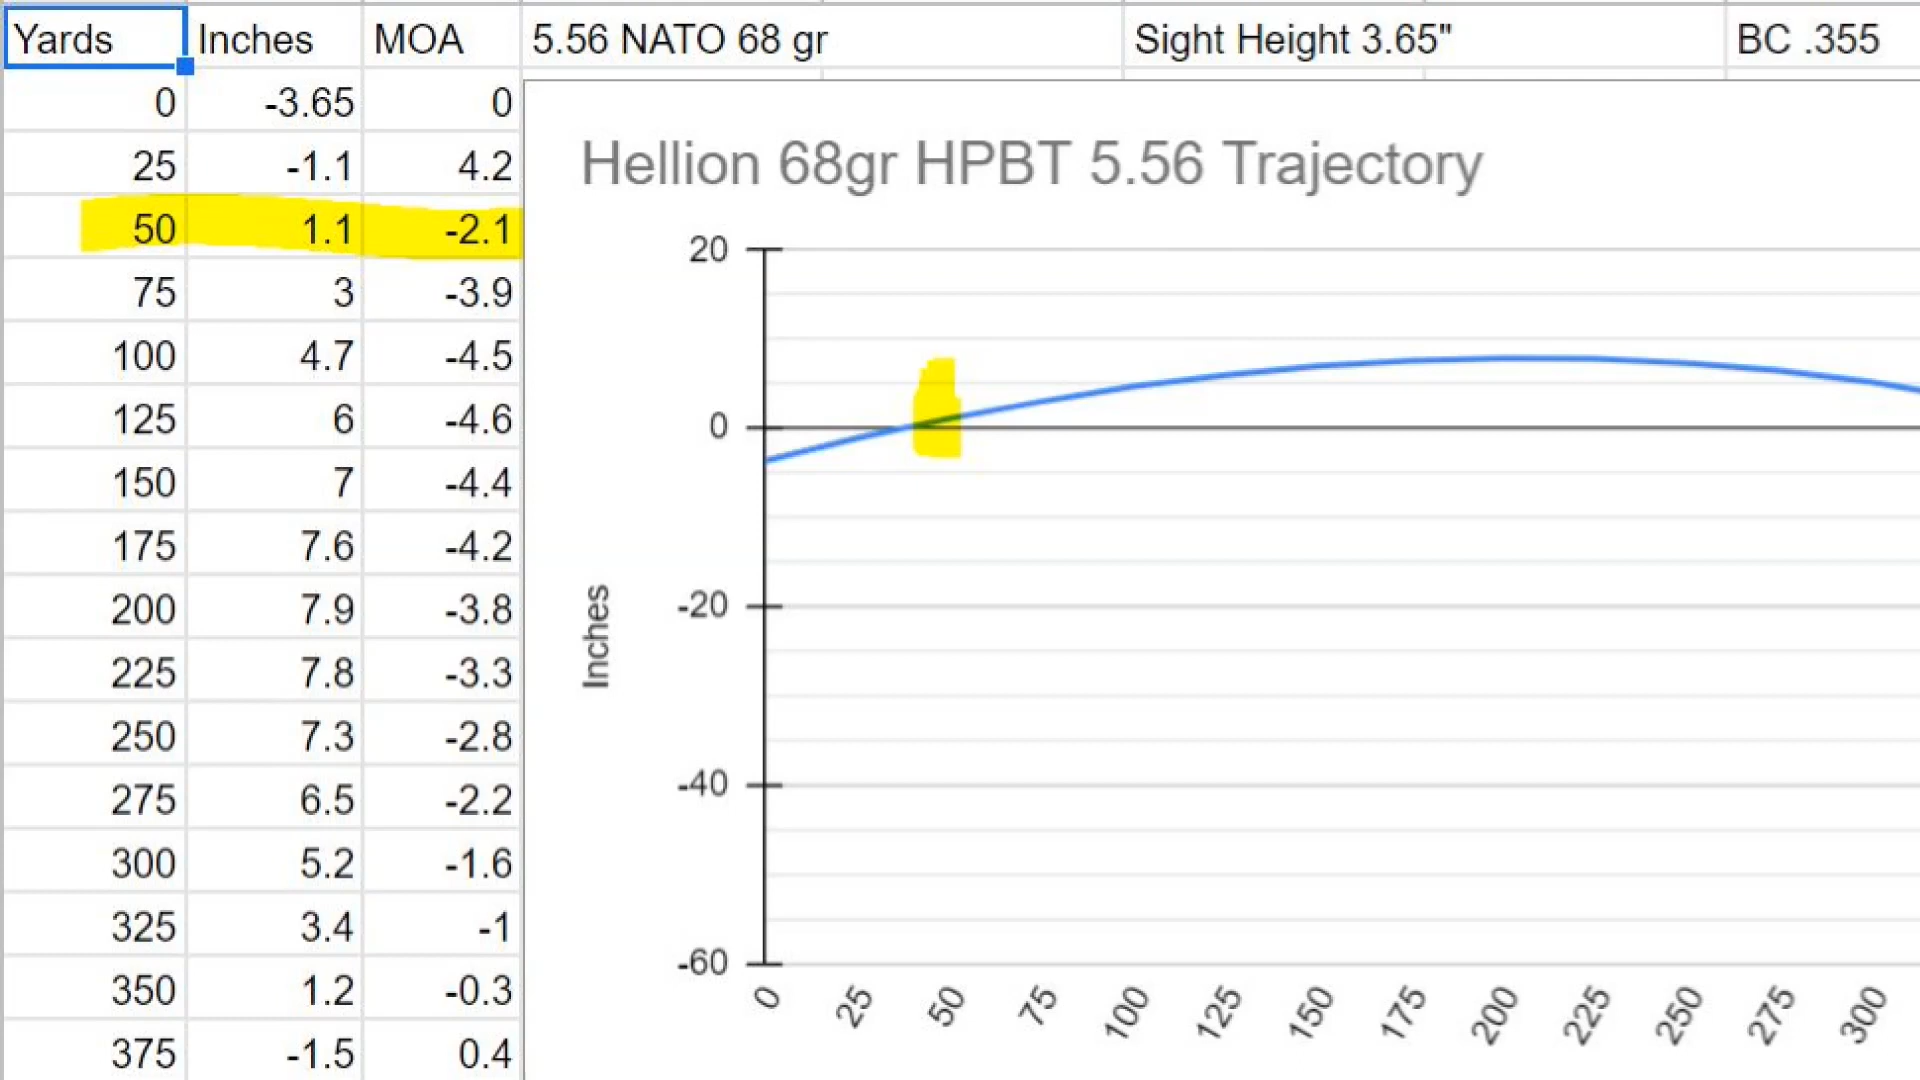 Yards Inches MOA 5.56 NATO 68 gr Sight Height 3.65" BC .355
0 -3.65 0
25 -1.1 4.2
50 1.1 -2.1
75 3 -3.9
100 4.7 -4.5
125 6 -4.6
150 7 -4.4
175 7.6 -4.2
200 7.9 -3.8
225 7.8 -3.3
250 7.3 -2.8
275 6.5 -2.2
300 5.2 -1.6
325 3.4 -1
350 1.2 -0.3
375 -1.5 0.4
Hellion 68gr HPBT 5.56 Trajectory
Inches
20
0
-20
-40
-60
0 25 50 75 100 125 150 175 200 225 250 275 300